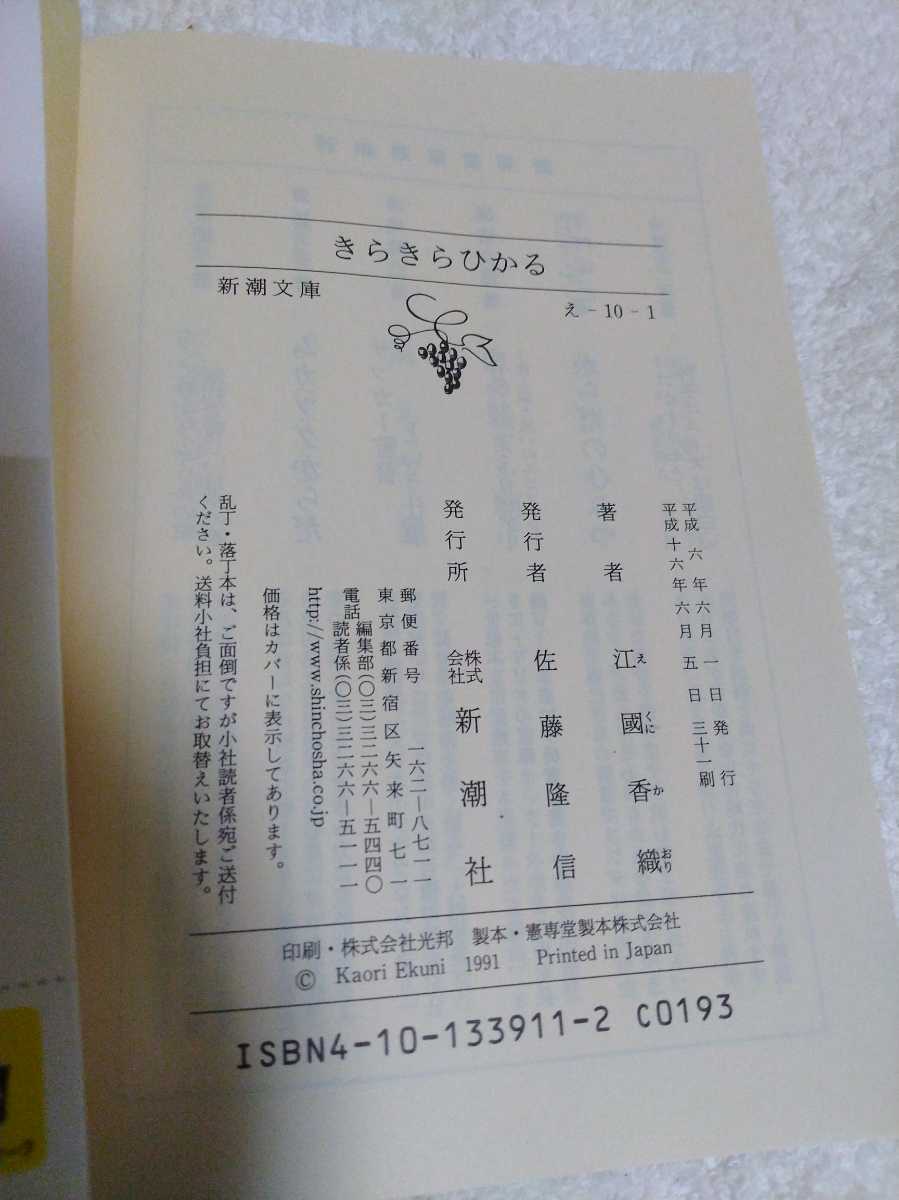 きらきらひかる
新潮文庫
え-10-1
平成六年六月一日発行
平成十六年六月五日三十一刷
著者 江國香織
えくにかおり
発行者 佐藤隆信
発行所 株式会社新潮社
郵便番号 一六二―八七一一
東京都新宿区矢来町七一
電話 編集部(〇三)三二六六―五四四〇
読者係(〇三)三二六六―五一一一
http://www.shinchosha.co.jp
価格はカバーに表示してあります。
乱丁・落丁本は、ご面倒ですが小社読者係宛ご送付
ください。送料小社負担にてお取替えいたします。
印刷・株式会社光邦 製本・憲専堂製本株式会社
© Kaori Ekuni 1991 Printed in Japan
ISBN4-10-133911-2 C0193